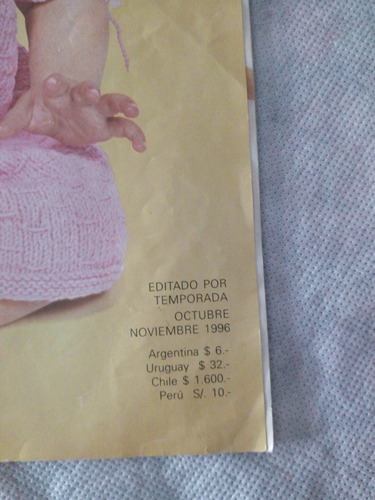 EDITADO POR
TEMPORADA
OCTUBRE
NOVIEMBRE 1996
Argentina $ 6.-
Uruguay $ 32.-
Chile $ 1.600.-
Perú S/. 10.-